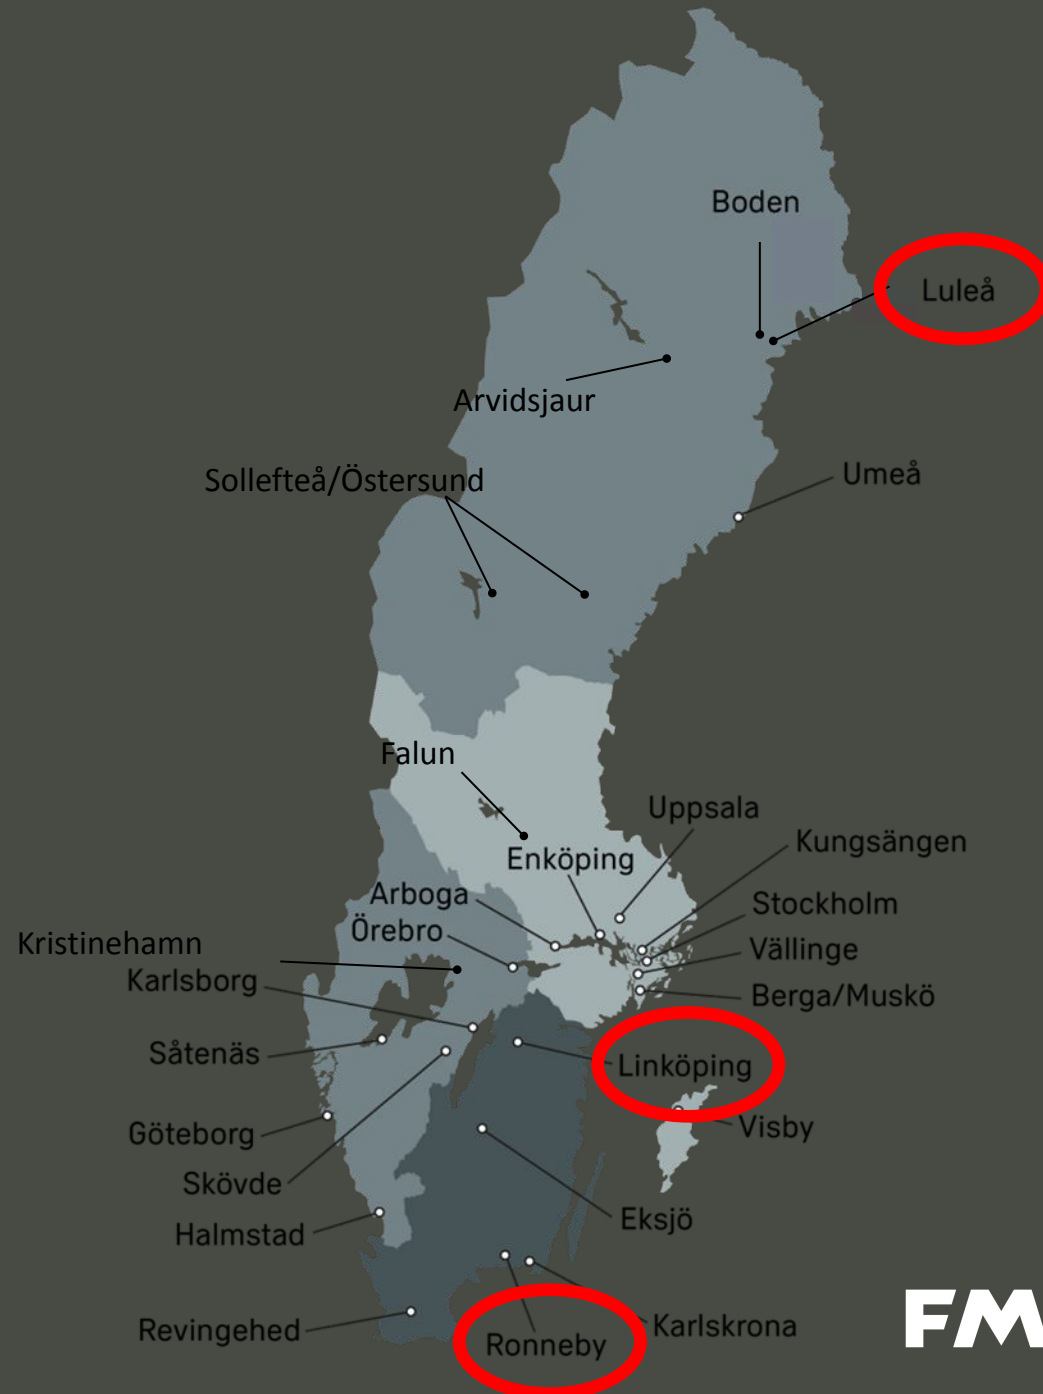 Boden
Luleå
Arvidsjaur
Umeå
Sollefteå/Östersund
Falun
Uppsala
Kungsängen
Enköping
Arboga
Stockholm
Örebro
Kristinehamn
Vällinge
Karlsborg
Berga/Muskö
Såtenäs
Linköping
Visby
Göteborg
Skövde
Eksjö
Halmstad
Karlskrona
Revingehed
Ronneby
FM